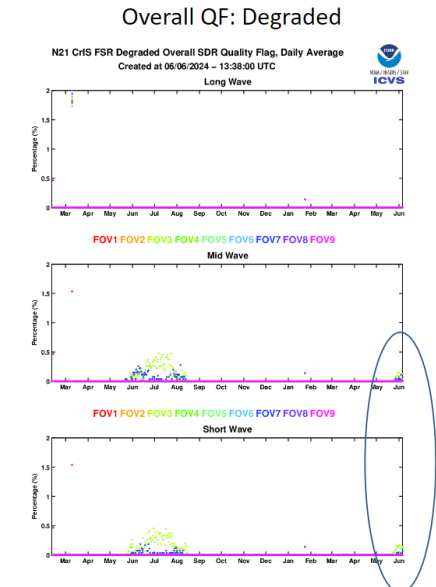 Overall QF: Degraded
N21 CrIS FSR Degraded Overall SDR Quality Flag, Daily Average
Created at 06/06/2024 – 13:38:00 UTC
NOAA / NESDIS / STAR
ICVS
Long Wave
Percentage (%)
2
1.5
1
0.5
0
Mar Apr May Jun Jul Aug Sep Oct Nov Dec Jan Feb Mar Apr May Jun
FOV1 FOV2 FOV3 FOV4 FOV5 FOV6 FOV7 FOV8 FOV9
Mid Wave
Percentage (%)
2
1.5
1
0.5
0
Mar Apr May Jun Jul Aug Sep Oct Nov Dec Jan Feb Mar Apr May Jun
FOV1 FOV2 FOV3 FOV4 FOV5 FOV6 FOV7 FOV8 FOV9
Short Wave
Percentage (%)
2
1.5
1
0.5
0
Mar Apr May Jun Jul Aug Sep Oct Nov Dec Jan Feb Mar Apr May Jun